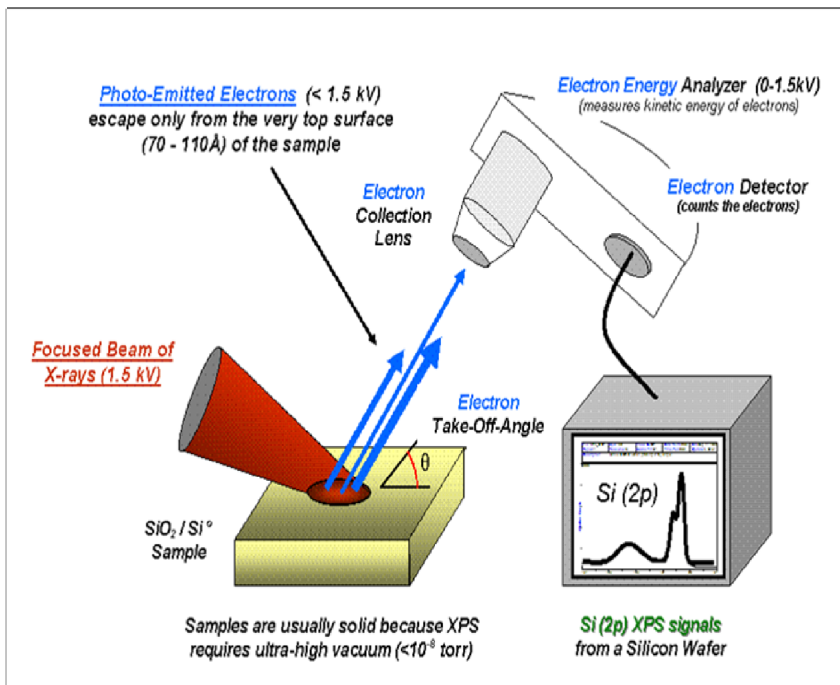 Photo-Emitted Electrons (< 1.5 kV)
escape only from the very top surface
(70 - 110Å) of the sample
Electron Energy Analyzer (0-1.5kV)
(measures kinetic energy of electrons)
Electron
Collection
Lens
Electron Detector
(counts the electrons)
Focused Beam of
X-rays (1.5 kV)
Electron
Take-Off-Angle
θ
SiO₂ / Si°
Sample
Si (2p)
Samples are usually solid because XPS
requires ultra-high vacuum (<10⁻⁸ torr)
Si (2p) XPS signals
from a Silicon Wafer